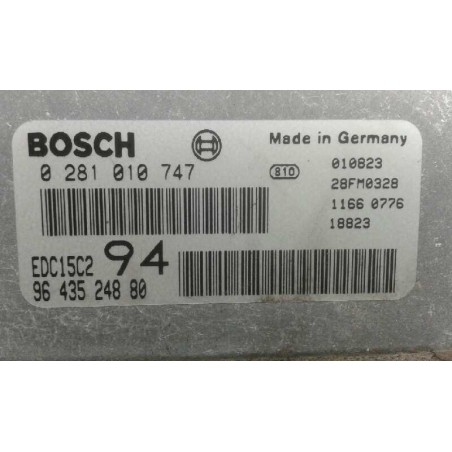 BOSCH
Made in Germany
0 281 010 747
810
010823
28FM0328
1166 0776
18823
EDC15C2 94
96 435 248 80